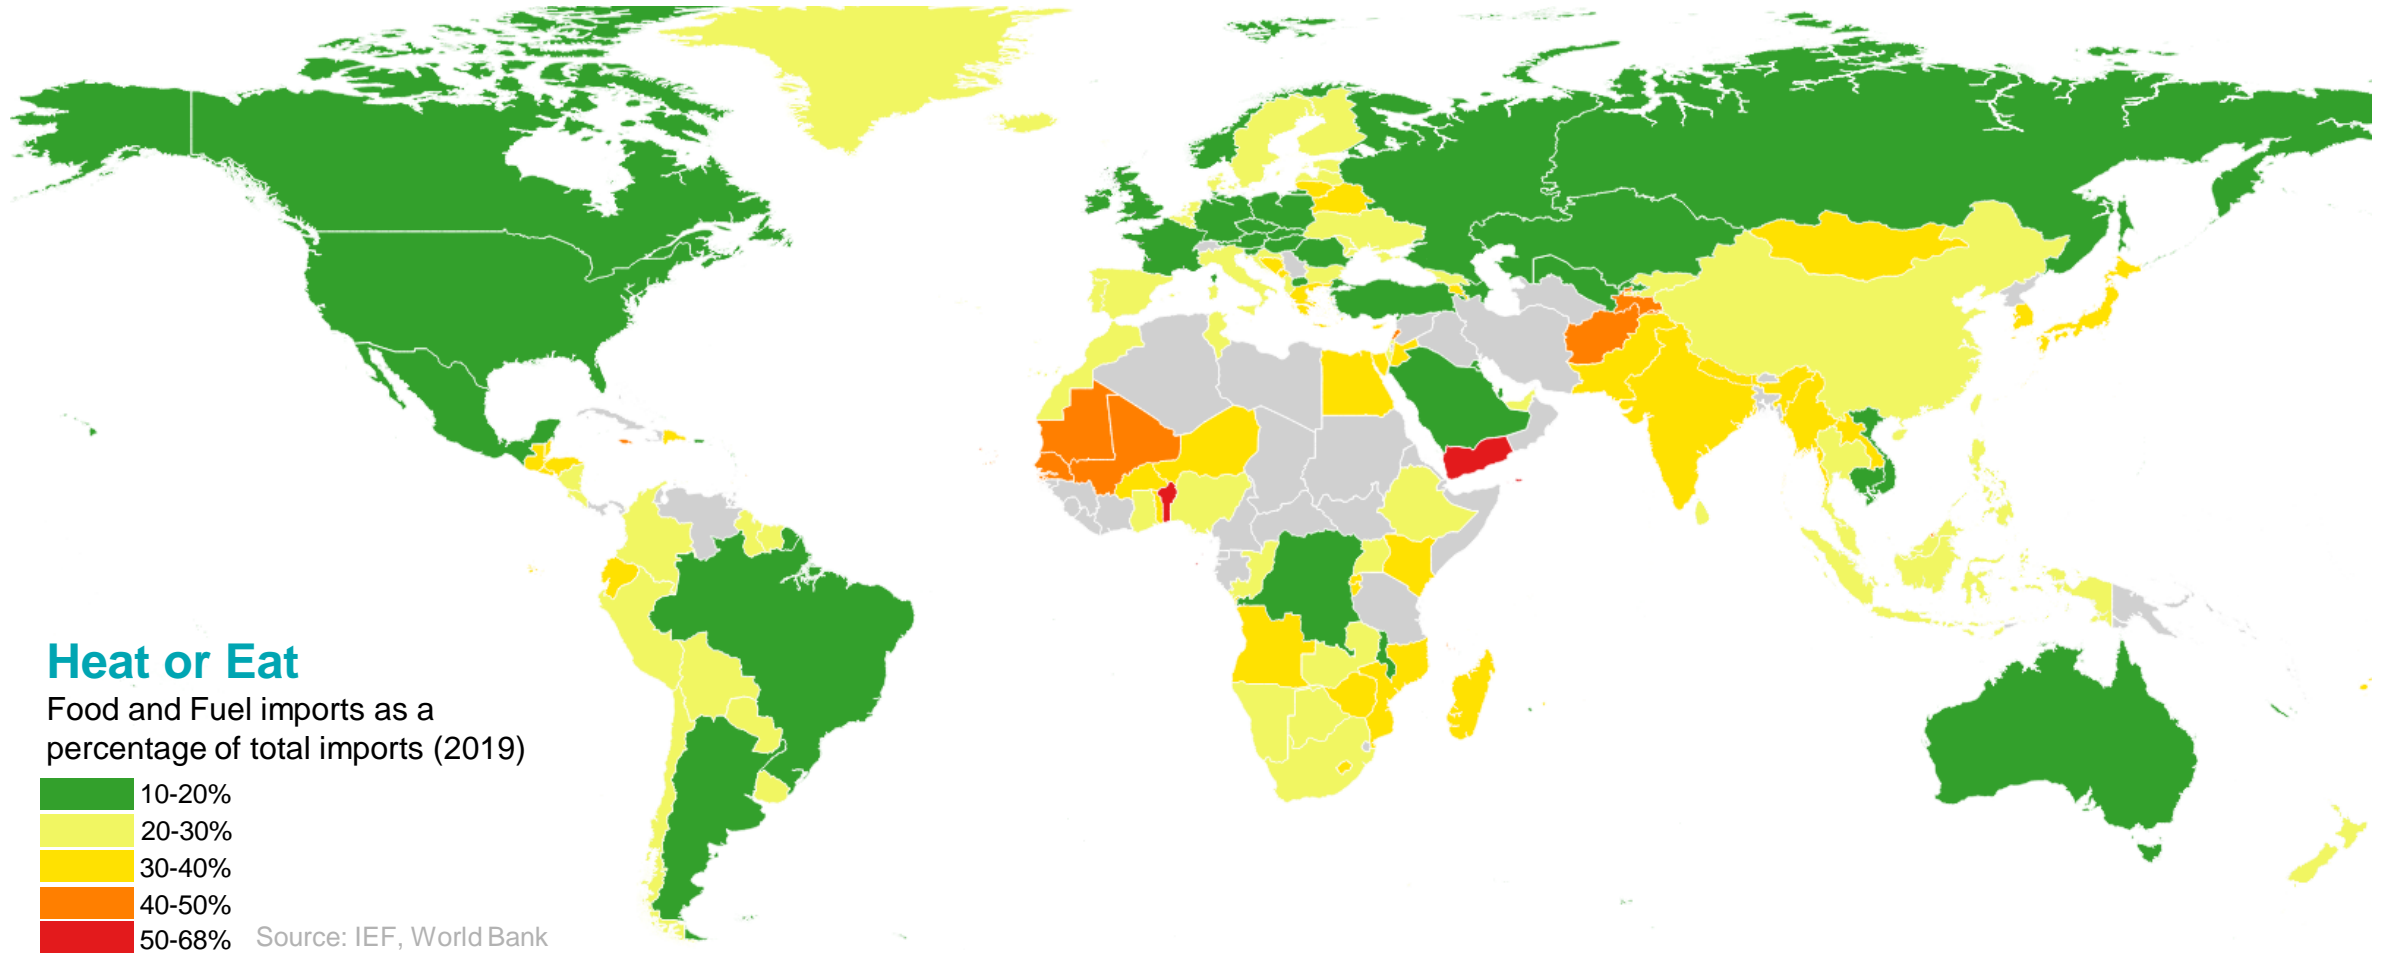 Heat or Eat
Food and Fuel imports as a
percentage of total imports (2019)
10-20%
20-30%
30-40%
40-50%
50-68%
Source: IEF, World Bank